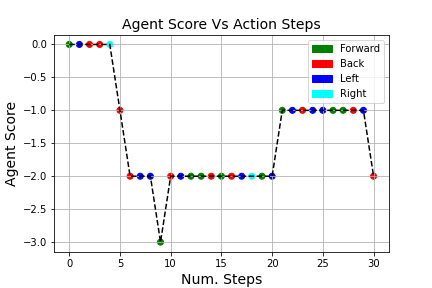 Agent Score Vs Action Steps
Agent Score
0.0
−0.5
−1.0
−1.5
−2.0
−2.5
−3.0
Forward
Back
Left
Right
0 5 10 15 20 25 30
Num. Steps